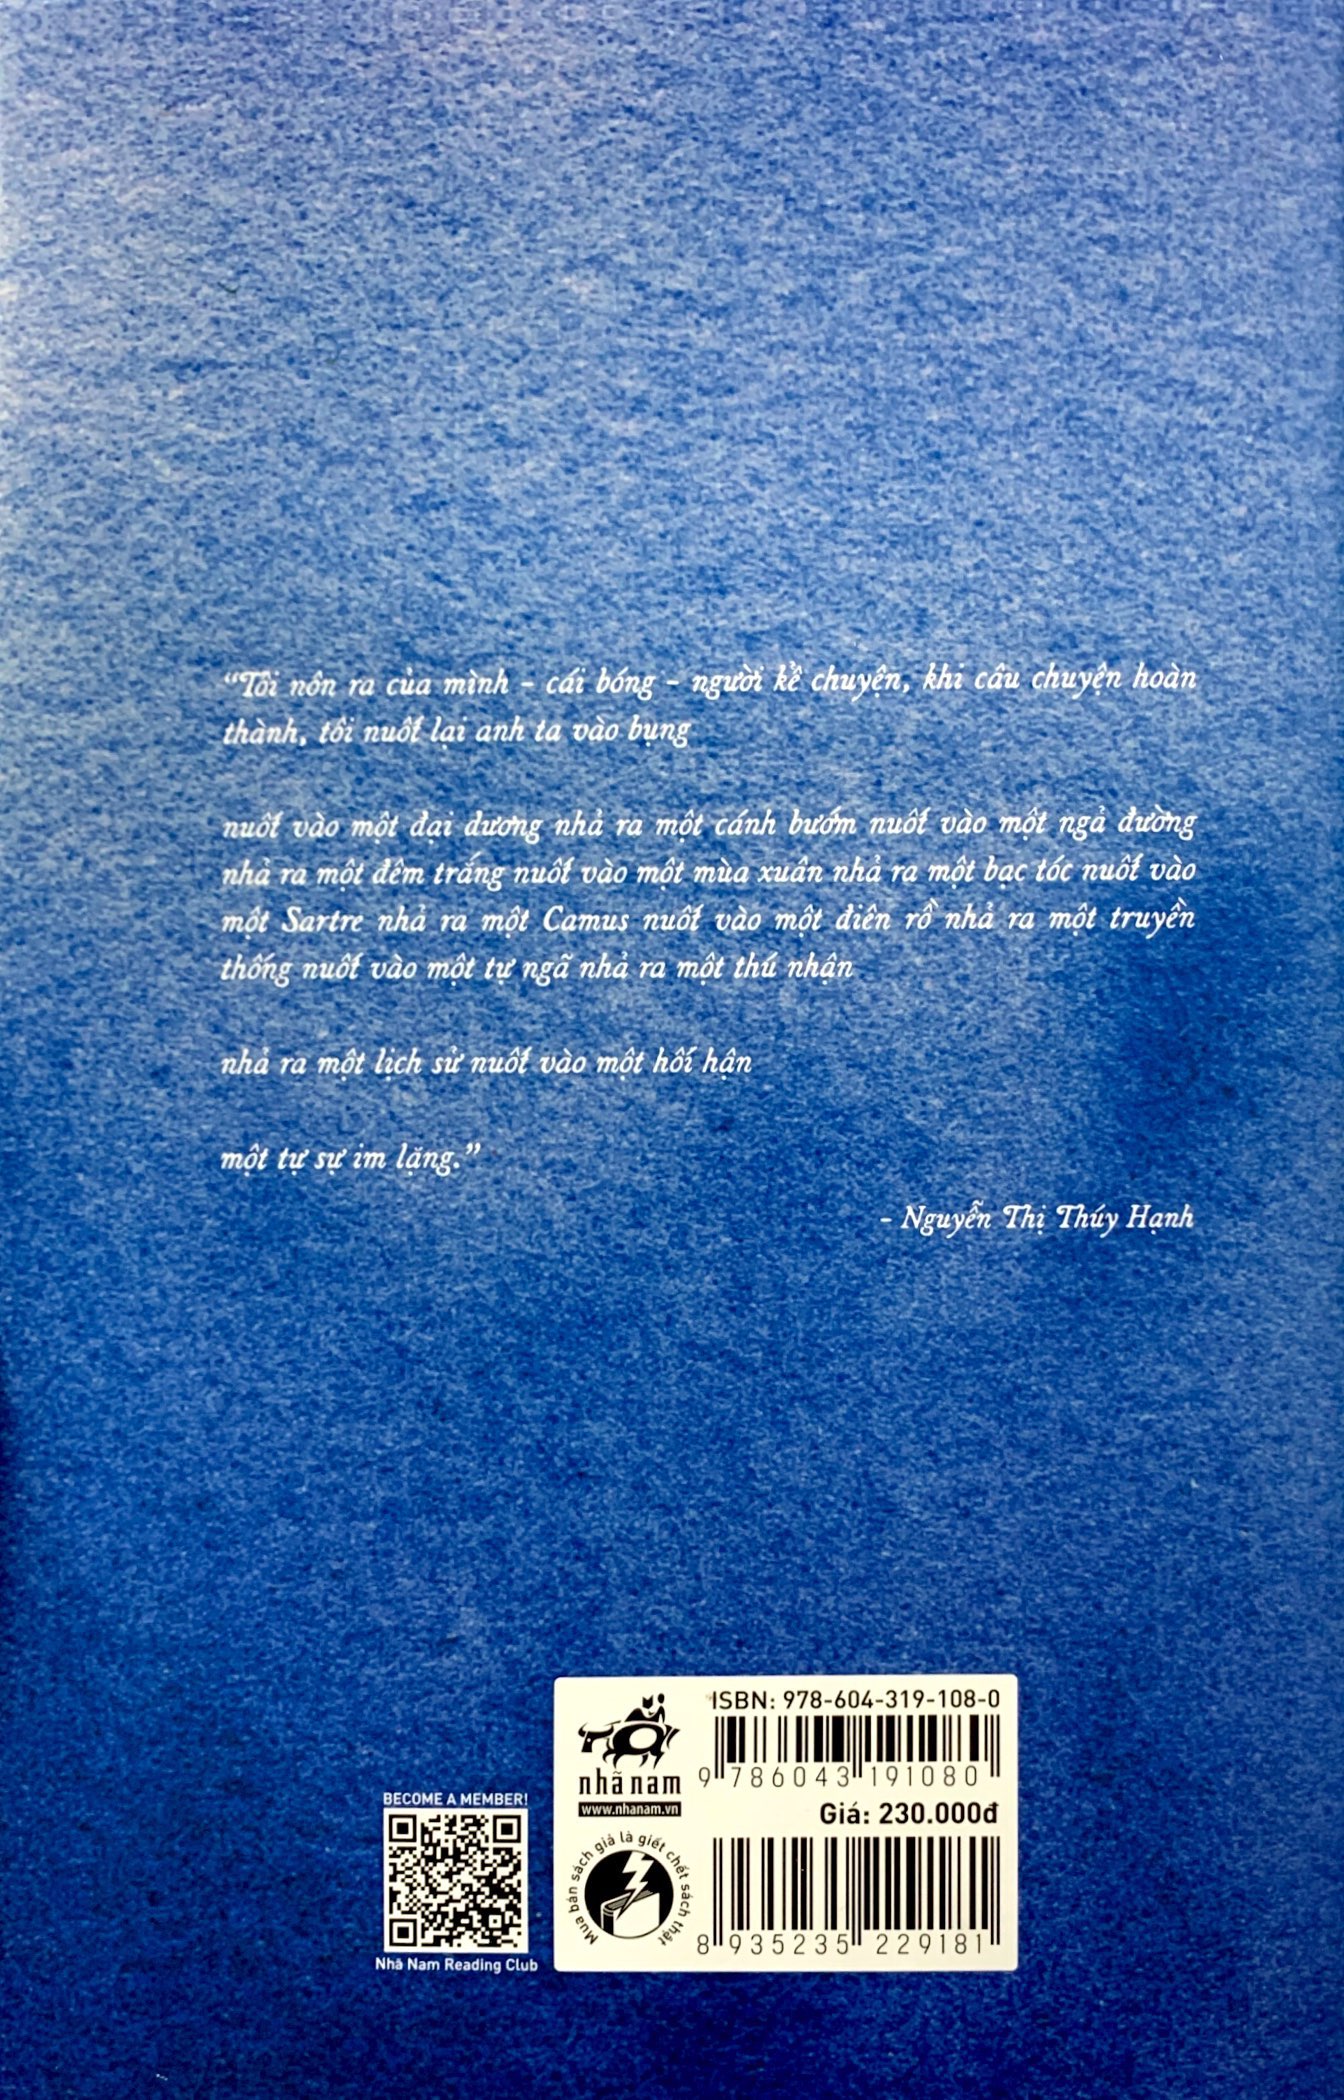 “Tôi nôn ra của mình – cái bóng – người kể chuyện, khi câu chuyện hoàn
thành, tôi nuốt lại anh ta vào bụng
nuốt vào một đại dương nhả ra một cánh bướm nuốt vào một ngả đường
nhả ra một đêm trắng nuốt vào một mùa xuân nhả ra một bạc tóc nuốt vào
một Sartre nhả ra một Camus nuốt vào một điên rồ nhả ra một truyền
thống nuốt vào một tự ngã nhả ra một thú nhận
nhả ra một lịch sử nuốt vào một hối hận
một tự sự im lặng.”
– Nguyễn Thị Thúy Hạnh
BECOME A MEMBER!
Nhã Nam Reading Club
nhã nam
www.nhanam.vn
Mua bán sách giả là giết chết sách thật
ISBN: 978-604-319-108-0
9 786043 191080
Giá: 230.000đ
8 935235 229181